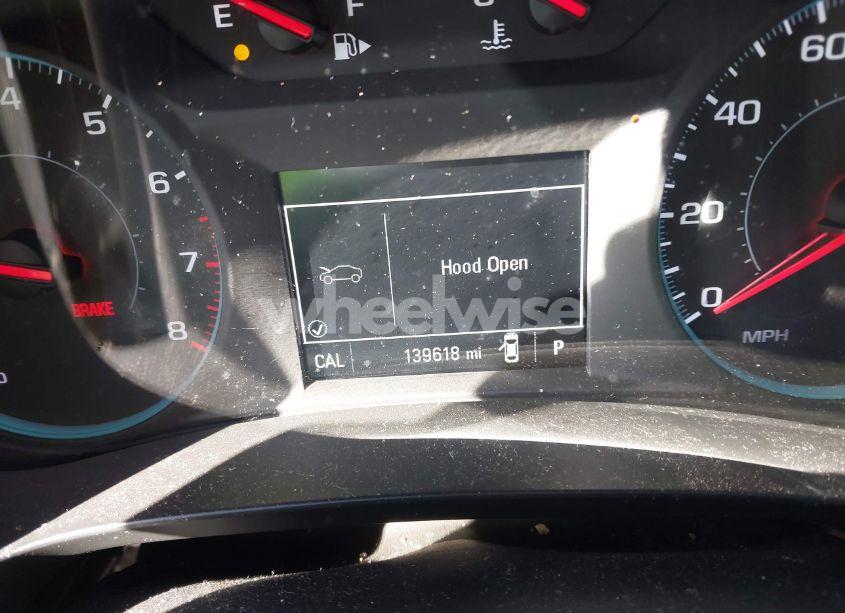 E F
4 5 6 7 8
BRAKE
40 60
20
0
MPH
Hood Open
wheelwise
CAL 139618 mi P